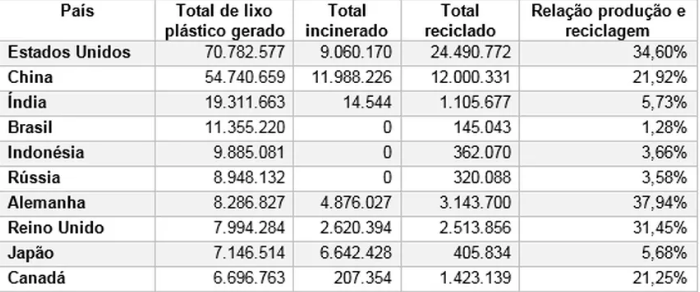 País Total de lixo plástico gerado Total incinerado Total reciclado Relação produção e reciclagem
Estados Unidos 70.782.577 9.060.170 24.490.772 34,60%
China 54.740.659 11.988.226 12.000.331 21,92%
Índia 19.311.663 14.544 1.105.677 5,73%
Brasil 11.355.220 0 145.043 1,28%
Indonésia 9.885.081 0 362.070 3,66%
Rússia 8.948.132 0 320.088 3,58%
Alemanha 8.286.827 4.876.027 3.143.700 37,94%
Reino Unido 7.994.284 2.620.394 2.513.856 31,45%
Japão 7.146.514 6.642.428 405.834 5,68%
Canadá 6.696.763 207.354 1.423.139 21,25%